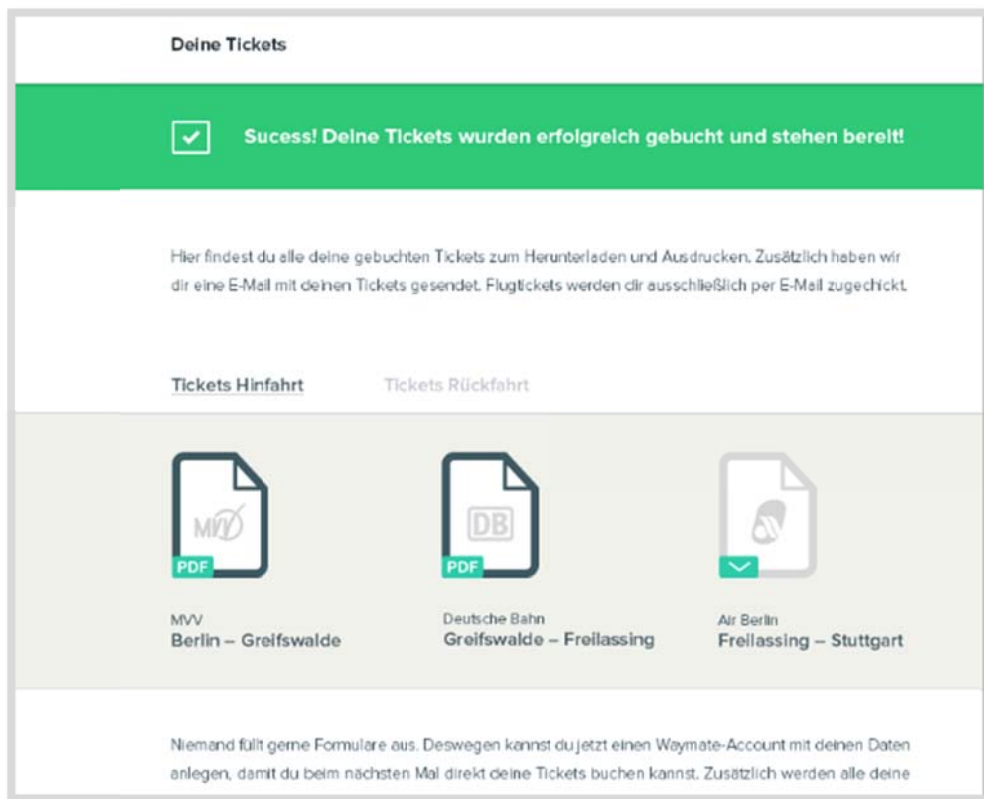 Deine Tickets
Sucess! Deine Tickets wurden erfolgreich gebucht und stehen bereit!
Hier findest du alle deine gebuchten Tickets zum Herunterladen und Ausdrucken. Zusätzlich haben wir
dir eine E-Mail mit deinen Tickets gesendet. Flugtickets werden dir ausschließlich per E-Mail zugechickt.
Tickets Hinfahrt Tickets Rückfahrt
MVV DB
PDF PDF
MVV Deutsche Bahn Air Berlin
Berlin – Greifswalde Greifswalde – Freilassing Freilassing – Stuttgart
Niemand füllt gerne Formulare aus. Deswegen kannst du jetzt einen Waymate-Account mit deinen Daten
anlegen, damit du beim nächsten Mal direkt deine Tickets buchen kannst. Zusätzlich werden alle deine